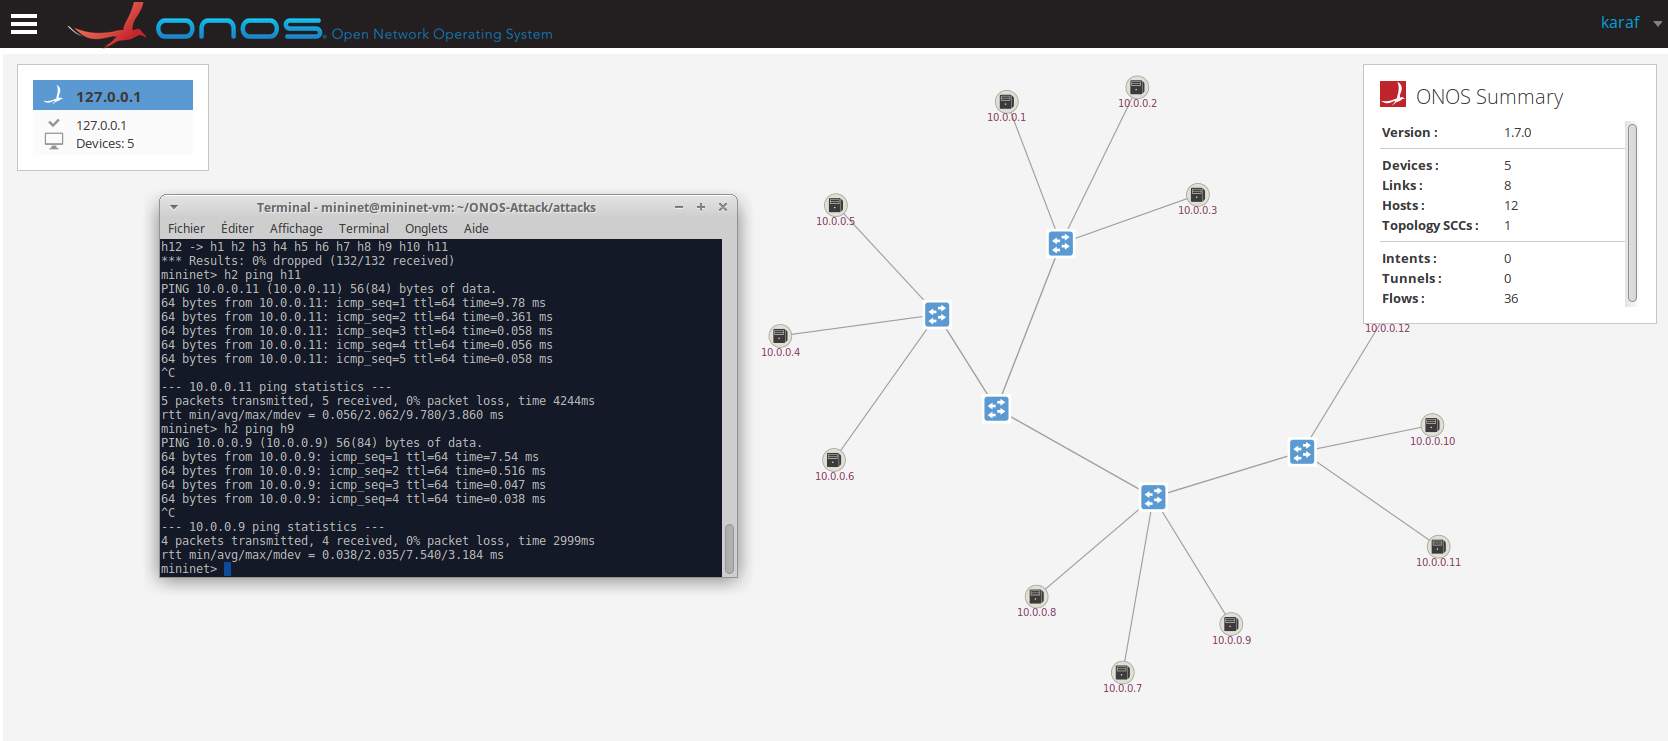 onos Open Network Operating System
karaf
127.0.0.1
127.0.0.1
Devices: 5
Terminal - mininet@mininet-vm: ~/ONOS-Attack/attacks
Fichier Éditer Affichage Terminal Onglets Aide
h12 -> h1 h2 h3 h4 h5 h6 h7 h8 h9 h10 h11
*** Results: 0% dropped (132/132 received)
mininet> h2 ping h11
PING 10.0.0.11 (10.0.0.11) 56(84) bytes of data.
64 bytes from 10.0.0.11: icmp_seq=1 ttl=64 time=9.78 ms
64 bytes from 10.0.0.11: icmp_seq=2 ttl=64 time=0.361 ms
64 bytes from 10.0.0.11: icmp_seq=3 ttl=64 time=0.058 ms
64 bytes from 10.0.0.11: icmp_seq=4 ttl=64 time=0.056 ms
64 bytes from 10.0.0.11: icmp_seq=5 ttl=64 time=0.058 ms
^C
--- 10.0.0.11 ping statistics ---
5 packets transmitted, 5 received, 0% packet loss, time 4244ms
rtt min/avg/max/mdev = 0.056/2.062/9.780/3.860 ms
mininet> h2 ping h9
PING 10.0.0.9 (10.0.0.9) 56(84) bytes of data.
64 bytes from 10.0.0.9: icmp_seq=1 ttl=64 time=7.54 ms
64 bytes from 10.0.0.9: icmp_seq=2 ttl=64 time=0.516 ms
64 bytes from 10.0.0.9: icmp_seq=3 ttl=64 time=0.047 ms
64 bytes from 10.0.0.9: icmp_seq=4 ttl=64 time=0.038 ms
^C
--- 10.0.0.9 ping statistics ---
4 packets transmitted, 4 received, 0% packet loss, time 2999ms
rtt min/avg/max/mdev = 0.038/2.035/7.540/3.184 ms
mininet>
10.0.0.1
10.0.0.2
10.0.0.3
10.0.0.5
10.0.0.4
10.0.0.6
10.0.0.8
10.0.0.7
10.0.0.9
10.0.0.12
10.0.0.10
10.0.0.11
ONOS Summary
Version : 1.7.0
Devices : 5
Links : 8
Hosts : 12
Topology SCCs : 1
Intents : 0
Tunnels : 0
Flows : 36